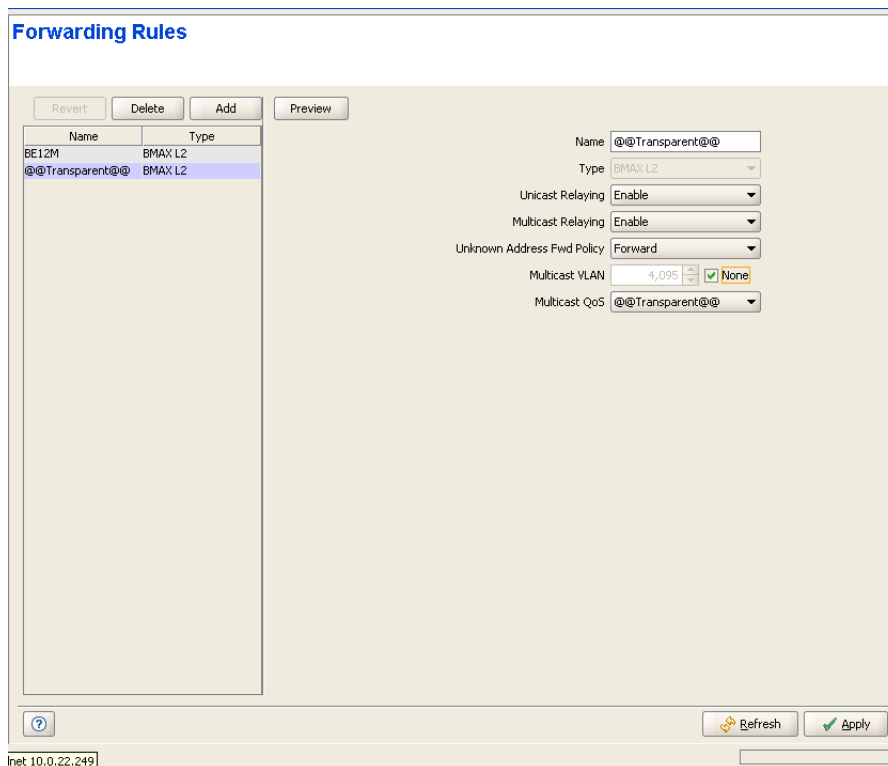 Forwarding Rules
Revert Delete Add Preview
Name Type
BE12M BMAX L2
@@Transparent@@ BMAX L2
Name @@Transparent@@
Type BMAX L2
Unicast Relaying Enable
Multicast Relaying Enable
Unknown Address Fwd Policy Forward
Multicast VLAN 4,095 None
Multicast QoS @@Transparent@@
? Refresh Apply
lnet 10.0.22.249